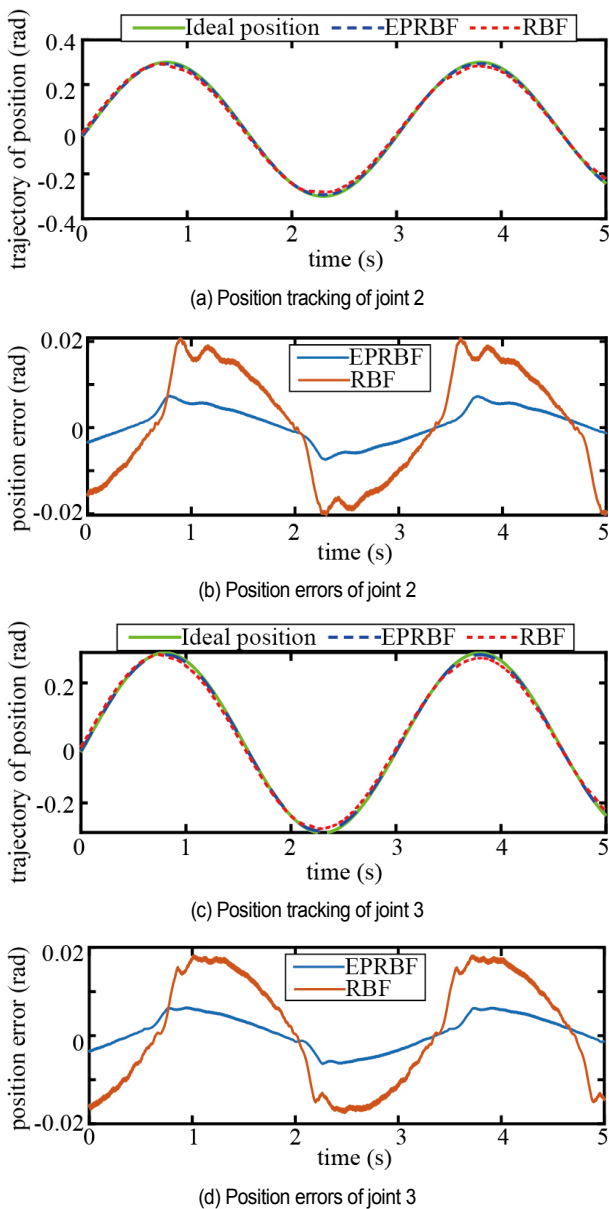 Ideal position EPRBF RBF
trajectory of position (rad)
0.4
0.2
0
-0.2
-0.4
0 1 2 3 4 5
time (s)
(a) Position tracking of joint 2
EPRBF
RBF
position error (rad)
0.02
0
-0.02
0 1 2 3 4 5
time (s)
(b) Position errors of joint 2
Ideal position EPRBF RBF
trajectory of position (rad)
0.2
0
-0.2
0 1 2 3 4 5
time (s)
(c) Position tracking of joint 3
EPRBF
RBF
position error (rad)
0.02
0
-0.02
0 1 2 3 4 5
time (s)
(d) Position errors of joint 3